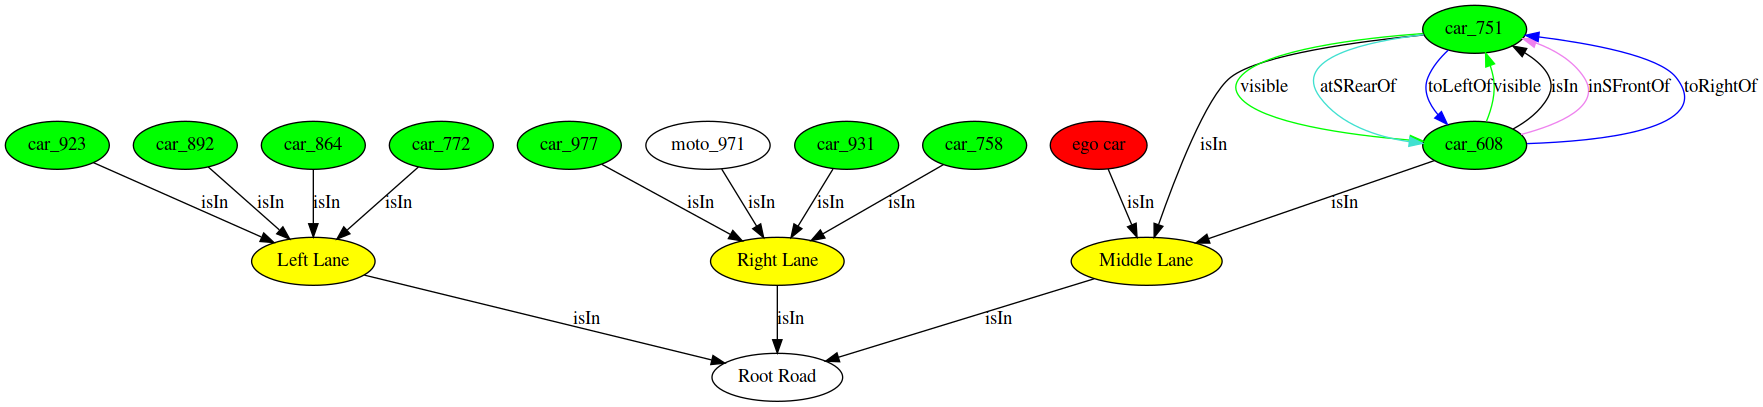 car_751
visible
atSRearOf
toLeftOf
visible
isIn
inSFrontOf
toRightOf
car_923
car_892
car_864
car_772
car_977
moto_971
car_931
car_758
ego car
isIn
car_608
isIn
isIn
isIn
isIn
isIn
isIn
isIn
isIn
isIn
isIn
Left Lane
Right Lane
Middle Lane
isIn
isIn
isIn
Root Road